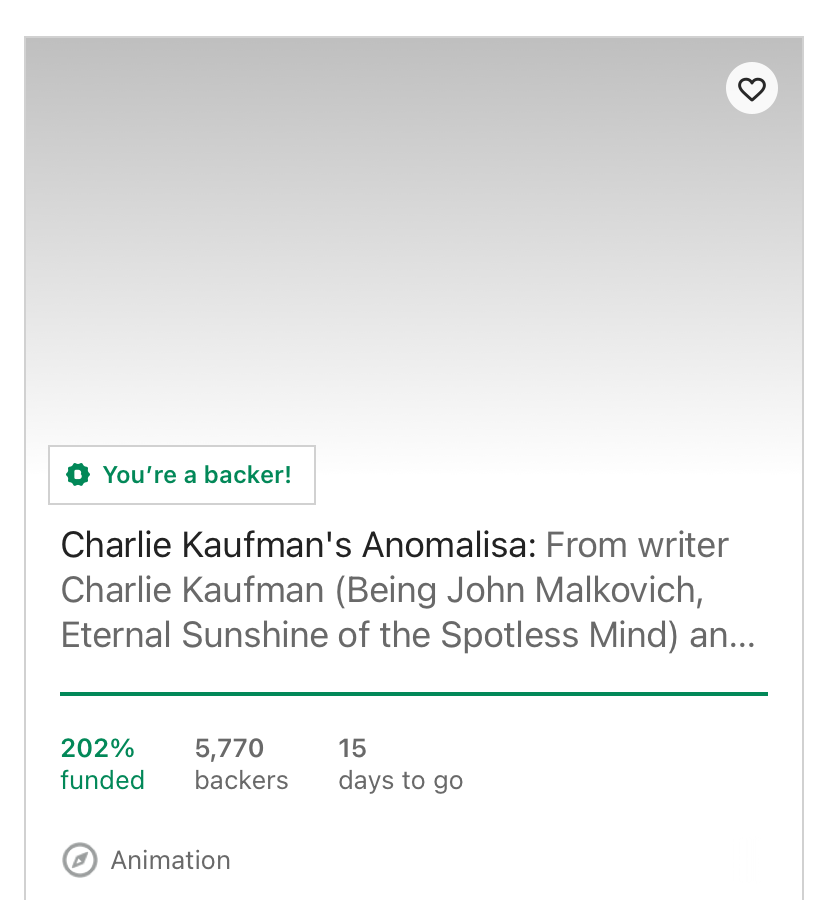 You’re a backer!
Charlie Kaufman's Anomalisa: From writer
Charlie Kaufman (Being John Malkovich,
Eternal Sunshine of the Spotless Mind) an...
202% 5,770 15
funded backers days to go
Animation